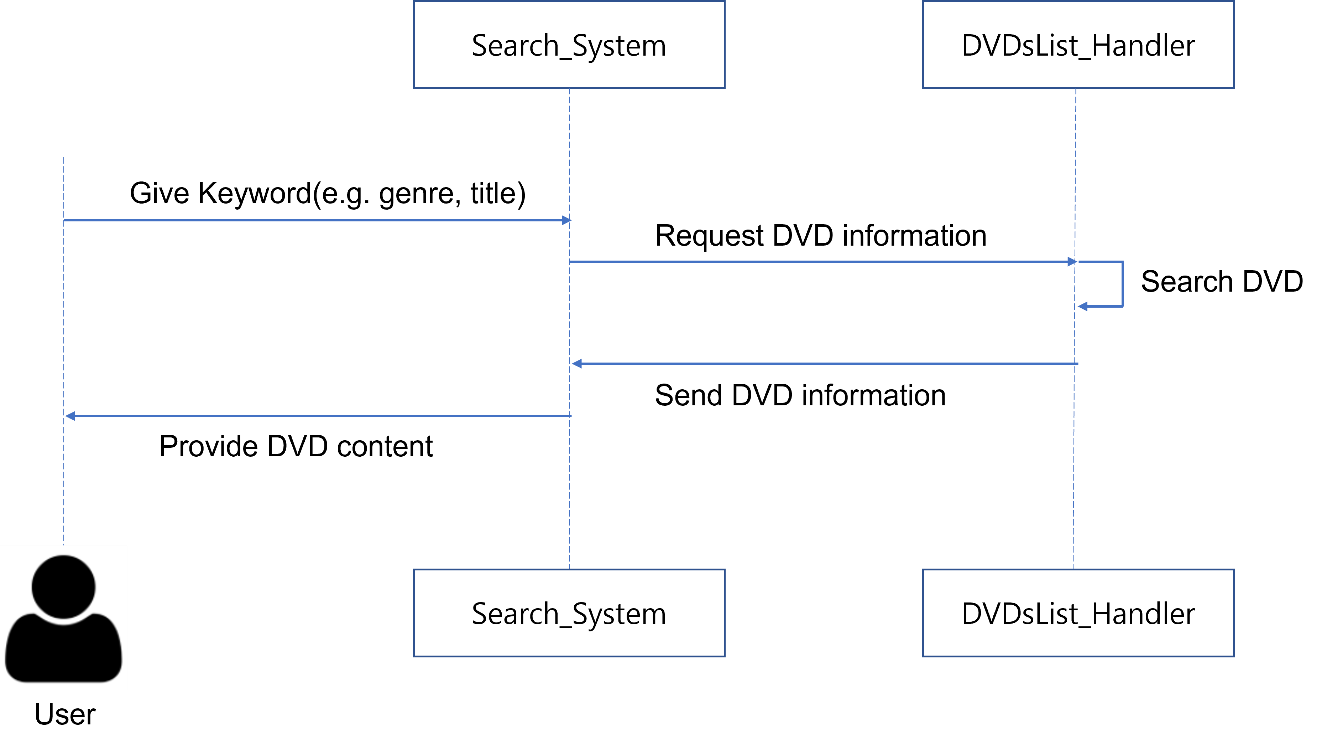 Search_System
DVDsList_Handler
Give Keyword(e.g. genre, title)
Request DVD information
Search DVD
Send DVD information
Provide DVD content
Search_System
DVDsList_Handler
User